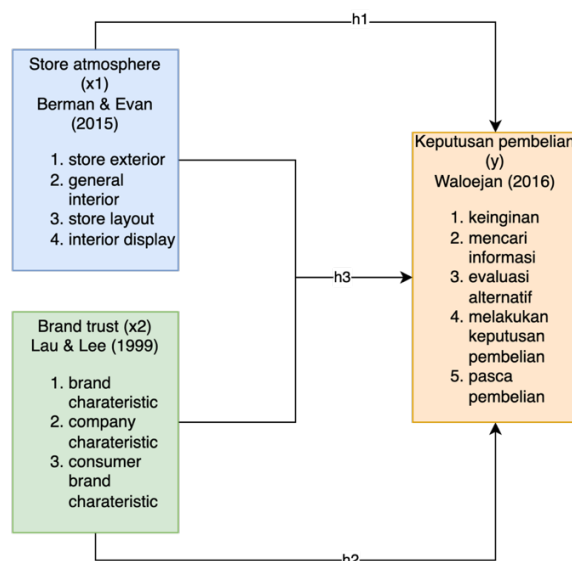 h1
Store atmosphere
(x1)
Berman & Evan
(2015)
1. store exterior
2. general
interior
3. store layout
4. interior display
Keputusan pembelian
(y)
Waloejan (2016)
1. keinginan
2. mencari
informasi
3. evaluasi
alternatif
4. melakukan
keputusan
pembelian
5. pasca
pembelian
h3
Brand trust (x2)
Lau & Lee (1999)
1. brand
charateristic
2. company
charateristic
3. consumer
brand
charateristic
h2